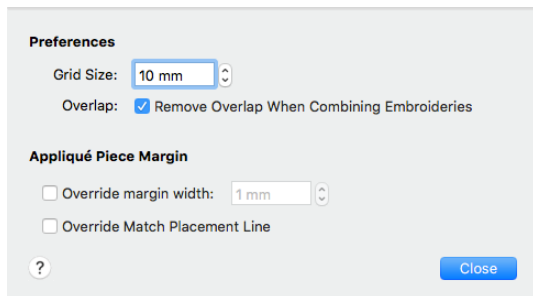 Preferences
Grid Size: 10 mm
Overlap: Remove Overlap When Combining Embroideries
Appliqué Piece Margin
Override margin width: 1 mm
Override Match Placement Line
? Close